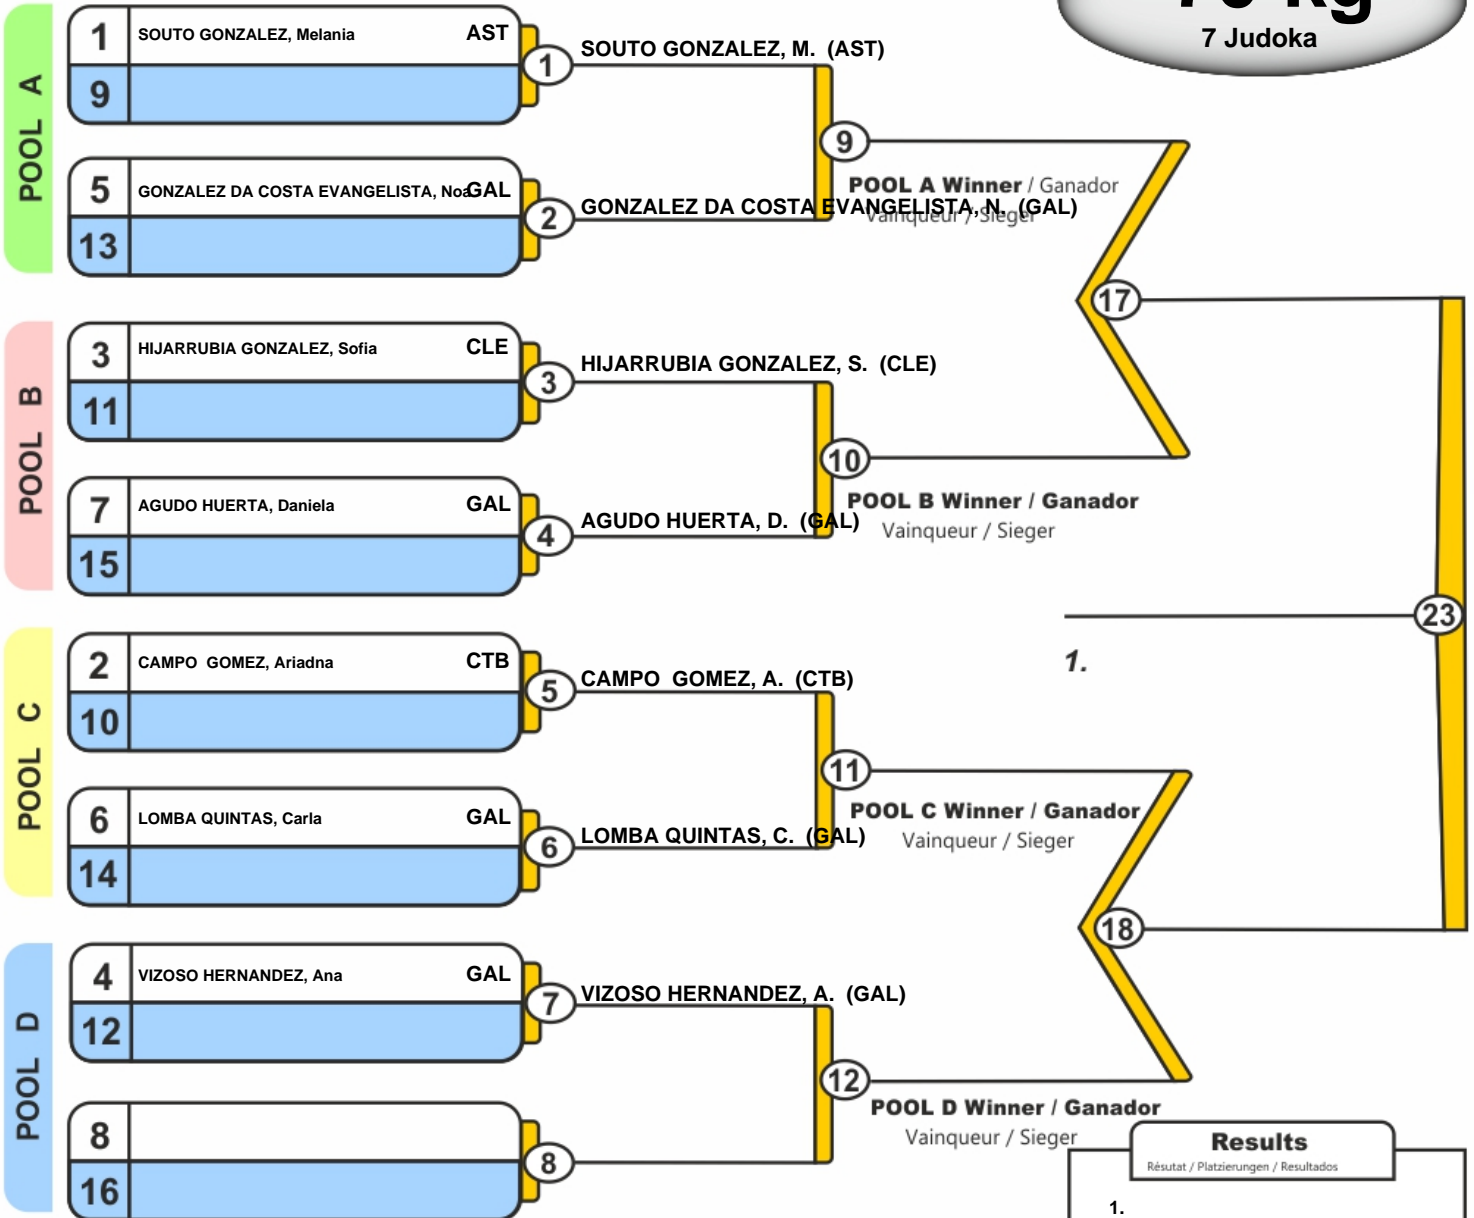 7 Judoka
POOL A
1 SOUTO GONZALEZ, Melania AST
9
1
SOUTO GONZALEZ, M. (AST)
5 GONZALEZ DA COSTA EVANGELISTA, Noa GAL
13
2
GONZALEZ DA COSTA EVANGELISTA, N. (GAL)
9
POOL A Winner / Ganador
Vainqueur / Sieger
POOL B
3 HIJARRUBIA GONZALEZ, Sofia CLE
11
3
HIJARRUBIA GONZALEZ, S. (CLE)
7 AGUDO HUERTA, Daniela GAL
15
4
AGUDO HUERTA, D. (GAL)
10
POOL B Winner / Ganador
Vainqueur / Sieger
17
POOL C
2 CAMPO GOMEZ, Ariadna CTB
10
5
CAMPO GOMEZ, A. (CTB)
6 LOMBA QUINTAS, Carla GAL
14
6
LOMBA QUINTAS, C. (GAL)
11
POOL C Winner / Ganador
Vainqueur / Sieger
POOL D
4 VIZOSO HERNANDEZ, Ana GAL
12
7
VIZOSO HERNANDEZ, A. (GAL)
8
16
8
12
POOL D Winner / Ganador
Vainqueur / Sieger
18
23
1.
Results
Résutat / Platzierungen / Resultados
1.